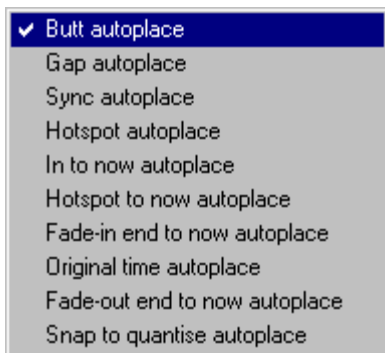 Butt autoplace
Gap autoplace
Sync autoplace
Hotspot autoplace
In to now autoplace
Hotspot to now autoplace
Fade-in end to now autoplace
Original time autoplace
Fade-out end to now autoplace
Snap to quantise autoplace